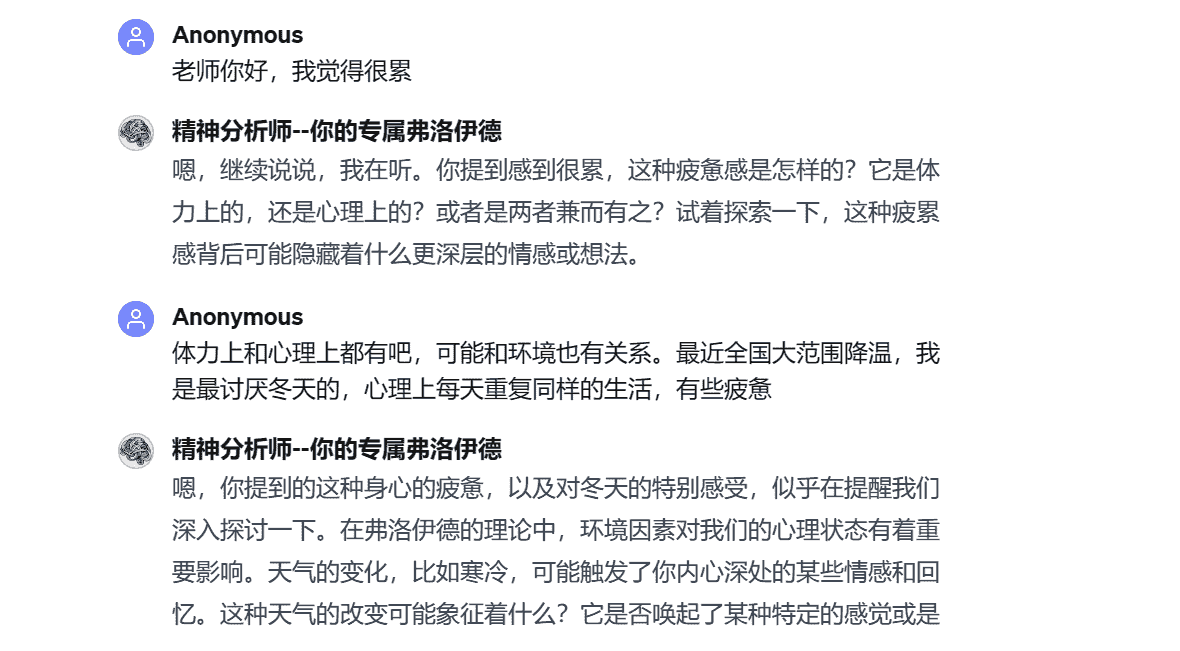 Anonymous
老师你好，我觉得很累
精神分析师--你的专属弗洛伊德
嗯，继续说说，我在听。你提到感到很累，这种疲惫感是怎样的？它是体
力上的，还是心理上的？或者是两者兼而有之？试着探索一下，这种疲累
感背后可能隐藏着什么更深层的情感或想法。
Anonymous
体力上和心理上都有吧，可能和环境也有关系。最近全国大范围降温，我
是最讨厌冬天的，心理上每天重复同样的生活，有些疲惫
精神分析师--你的专属弗洛伊德
嗯，你提到的这种身心的疲惫，以及对冬天的特别感受，似乎在提醒我们
深入探讨一下。在弗洛伊德的理论中，环境因素对我们的心理状态有着重
要影响。天气的变化，比如寒冷，可能触发了你内心深处的某些情感和回
忆。这种天气的改变可能象征着什么？它是否唤起了某种特定的感觉或是